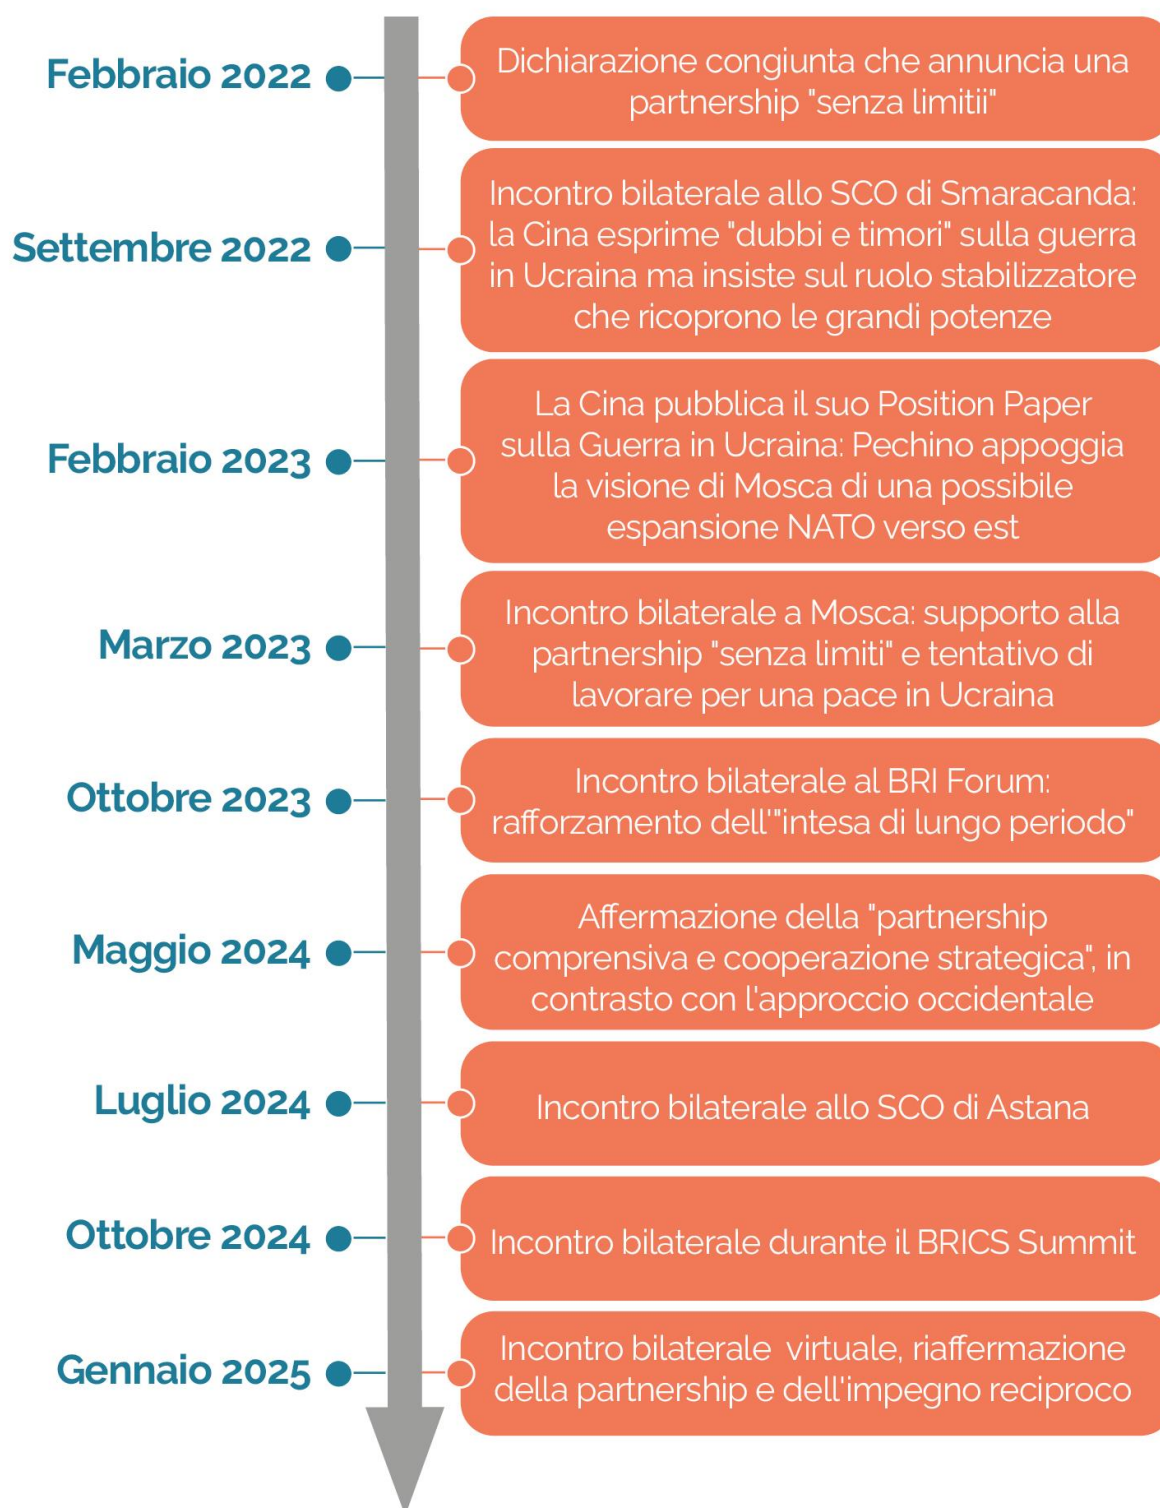 Febbraio 2022
Dichiarazione congiunta che annuncia una
partnership "senza limitii"
Settembre 2022
Incontro bilaterale allo SCO di Smaracanda:
la Cina esprime "dubbi e timori" sulla guerra
in Ucraina ma insiste sul ruolo stabilizzatore
che ricoprono le grandi potenze
Febbraio 2023
La Cina pubblica il suo Position Paper
sulla Guerra in Ucraina: Pechino appoggia
la visione di Mosca di una possibile
espansione NATO verso est
Marzo 2023
Incontro bilaterale a Mosca: supporto alla
partnership "senza limiti" e tentativo di
lavorare per una pace in Ucraina
Ottobre 2023
Incontro bilaterale al BRI Forum:
rafforzamento dell'"intesa di lungo periodo"
Maggio 2024
Affermazione della "partnership
comprensiva e cooperazione strategica", in
contrasto con l'approccio occidentale
Luglio 2024
Incontro bilaterale allo SCO di Astana
Ottobre 2024
Incontro bilaterale durante il BRICS Summit
Gennaio 2025
Incontro bilaterale virtuale, riaffermazione
della partnership e dell'impegno reciproco